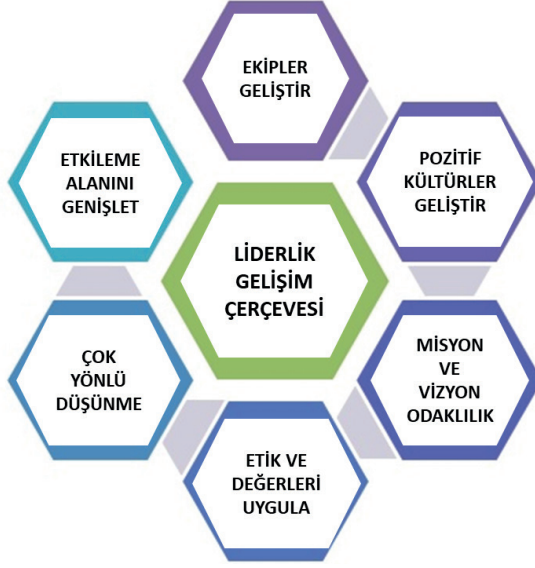 EKİPLER
GELİŞTİR
POZİTİF
KÜLTÜRLER
GELİŞTİR
MİSYON
VE
VİZYON
ODAKLILIK
ETİK VE
DEĞERLERİ
UYGULA
ÇOK
YÖNLÜ
DÜŞÜNME
ETKİLEME
ALANINI
GENİŞLET
LİDERLİK
GELİŞİM
ÇERÇEVESİ